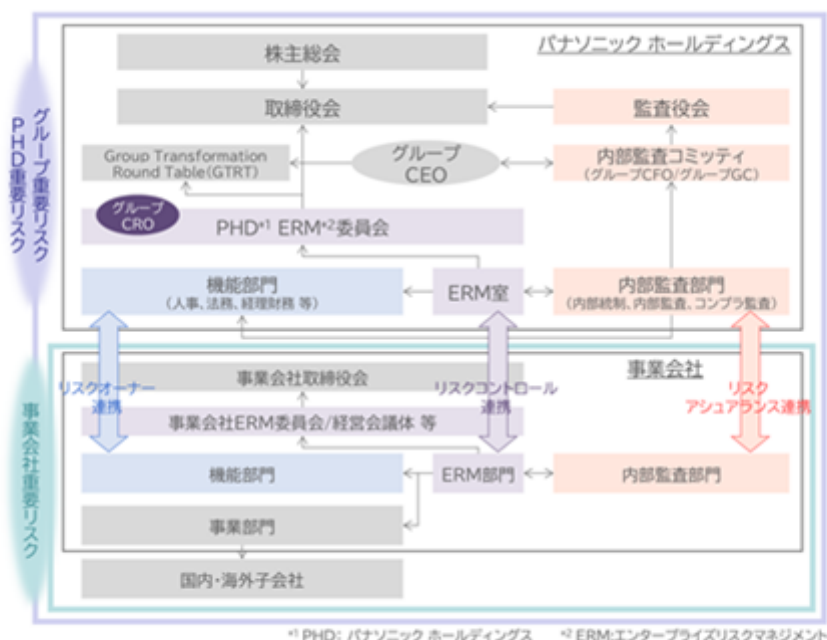 パナソニック ホールディングス
株主総会
取締役会
監査役会
Group Transformation
Round Table(GTRT)
グループ
CEO
内部監査コミッティ
(グループCFO/グループGC)
グループ
CRO
PHD*1 ERM*2委員会
機能部門
(人事、法務、経理財務 等)
ERM室
内部監査部門
(内部統制、内部監査、コンプラ監査)
グループ重要リスク
PHD重要リスク
事業会社
事業会社取締役会
リスクオーナー
連携
リスクコントロール
連携
リスク
アシュアランス連携
事業会社ERM委員会/経営会議体 等
機能部門
ERM部門
内部監査部門
事業部門
国内・海外子会社
事業会社重要リスク
*1 PHD: パナソニック ホールディングス *2 ERM:エンタープライズリスクマネジメント